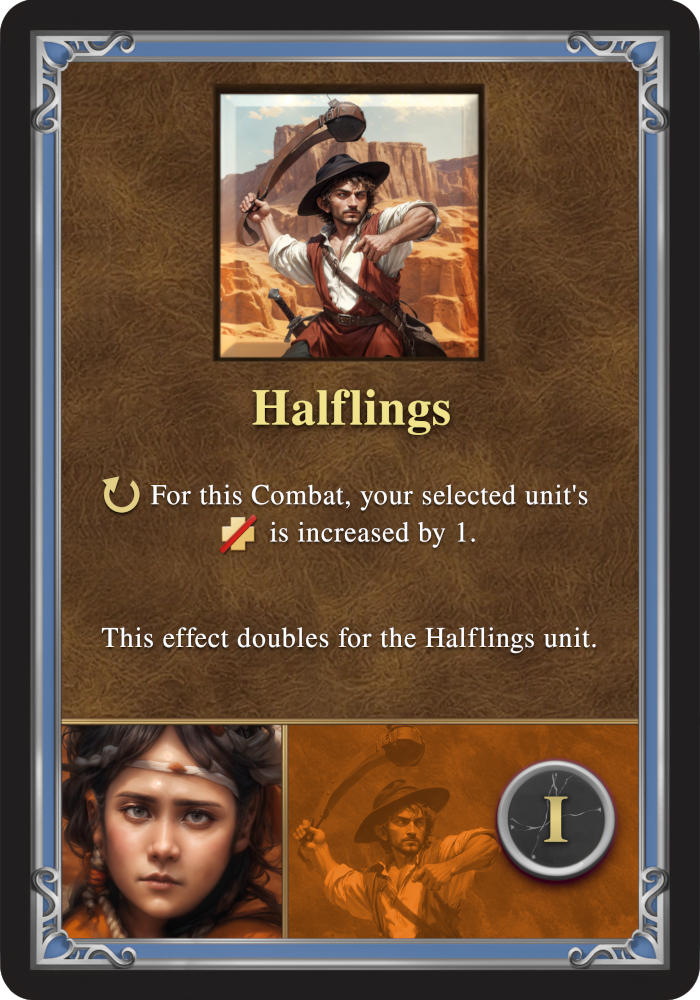 Halflings
For this Combat, your selected unit's
is increased by 1.
This effect doubles for the Halflings unit.
I